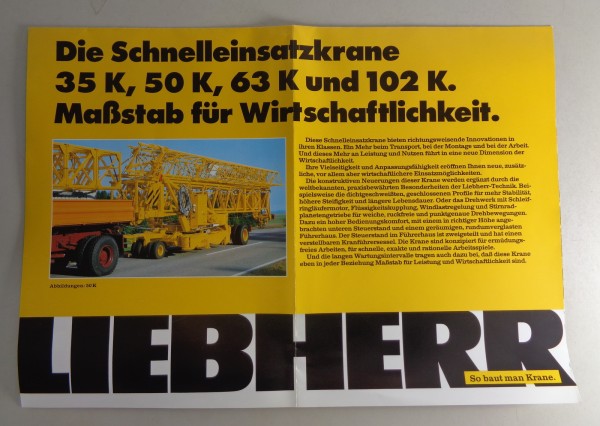 Die Schnelleinsatzkrane
35 K, 50 K, 63 K und 102 K.
Maßstab für Wirtschaftlichkeit.
Diese Schnelleinsatzkrane bieten richtungsweisende Innovationen in
ihren Klassen. Ein Mehr beim Transport, bei der Montage und bei der Arbeit.
Und dieses Mehr an Leistung und Nutzen führt in eine neue Dimension der
Wirtschaftlichkeit.
Ihre Vielseitigkeit und Anpassungsfähigkeit eröffnen Ihnen neue, zusätz-
liche, vor allem aber wirtschaftlichere Einsatzmöglichkeiten.
Die konstruktiven Neuerungen dieser Krane werden ergänzt durch die
weltbekannten, praxisbewährten Besonderheiten der Liebherr-Technik. Bei-
spielsweise die dichtgeschweißten, geschlossenen Profile für mehr Stabilität,
höhere Steifigkeit und längere Lebensdauer. Oder das Drehwerk mit Schleif-
ringläufermotor, Flüssigkeitskupplung, Windlastregelung und Stirnrad-
planetengetriebe für weiche, ruckfreie und punktgenaue Drehbewegungen.
Dazu ein hoher Bedienungskomfort, mit einem in richtiger Höhe ange-
brachten unteren Steuerstand und einem geräumigen, rundumverglasten
Führerhaus. Der Steuerstand im Führerhaus ist zweigeteilt und hat einen
verstellbaren Kranführersessel. Die Krane sind konzipiert für ermüdungs-
freies Arbeiten, für schnelle, exakte und rationelle Arbeitsspiele.
Und die langen Wartungsintervalle tragen auch dazu bei, daß diese Krane
eben in jeder Beziehung Maßstab für Leistung und Wirtschaftlichkeit sind.
Abbildungen: 50 K
LIEBHERR
So baut man Krane.